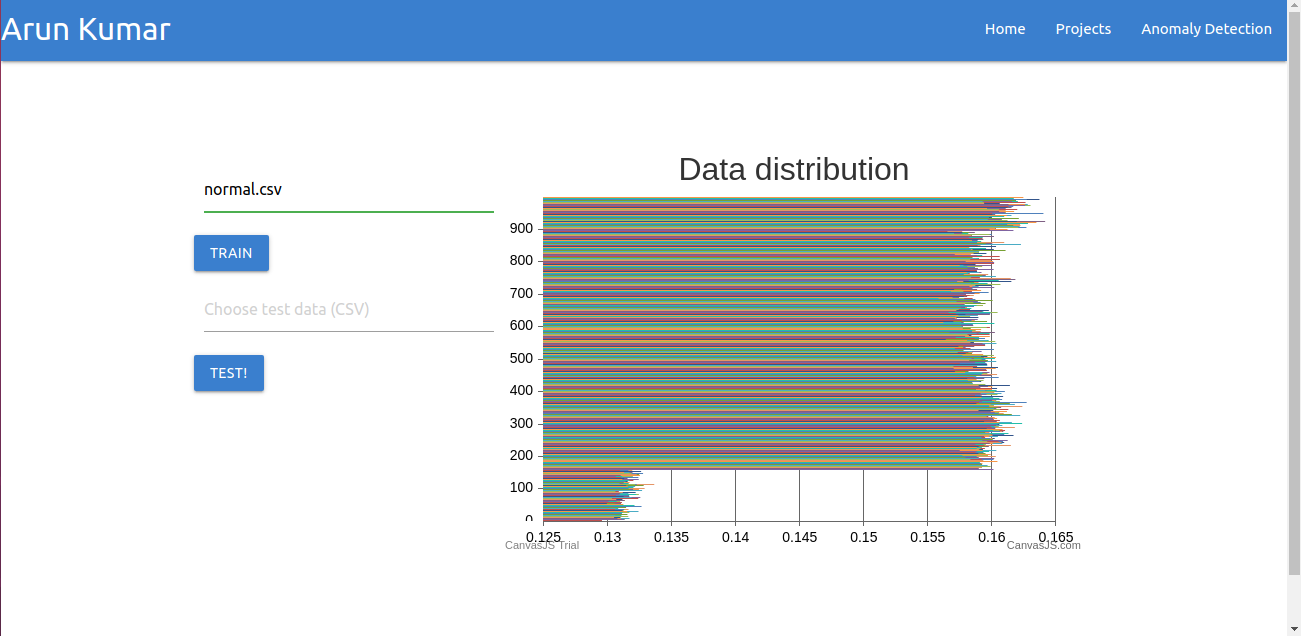 Arun Kumar
Home Projects Anomaly Detection
normal.csv
TRAIN
Choose test data (CSV)
TEST!
Data distribution
900
800
700
600
500
400
300
200
100
0
0.125 0.13 0.135 0.14 0.145 0.15 0.155 0.16 0.165
CanvasJS Trial
CanvasJS.com